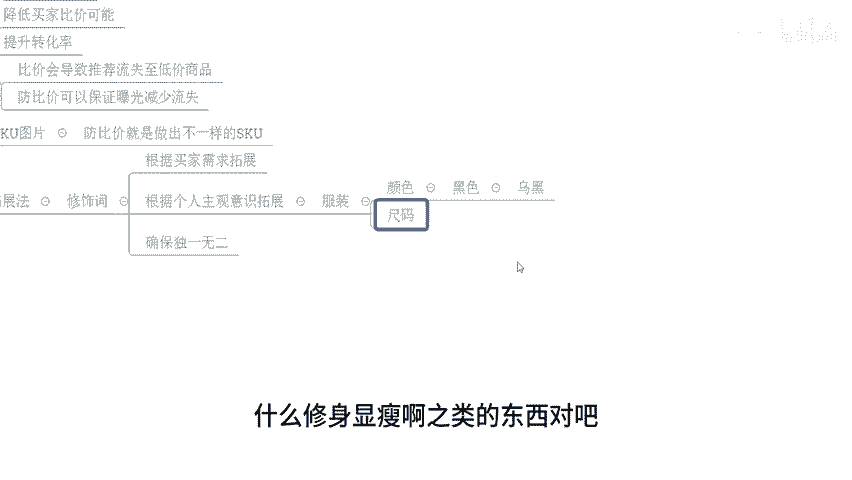 降低买家比价可能
提升转化率
比价会导致推荐流失至低价商品
防比价可以保证曝光减少流失
KU图片 防比价就是做出不一样的SKU
根据买家需求拓展
展法 修饰词 根据个人主观意识拓展 服装 颜色 黑色 乌黑
尺码
确保独一无二
什么修身显瘦啊之类的东西对吧